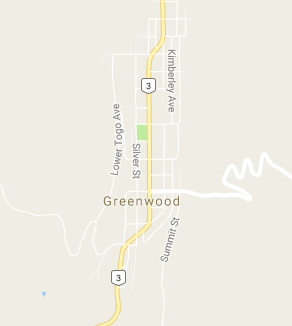 3
Kimberley Ave
Lower Togo Ave
Silver St
Greenwood
Summit St
3